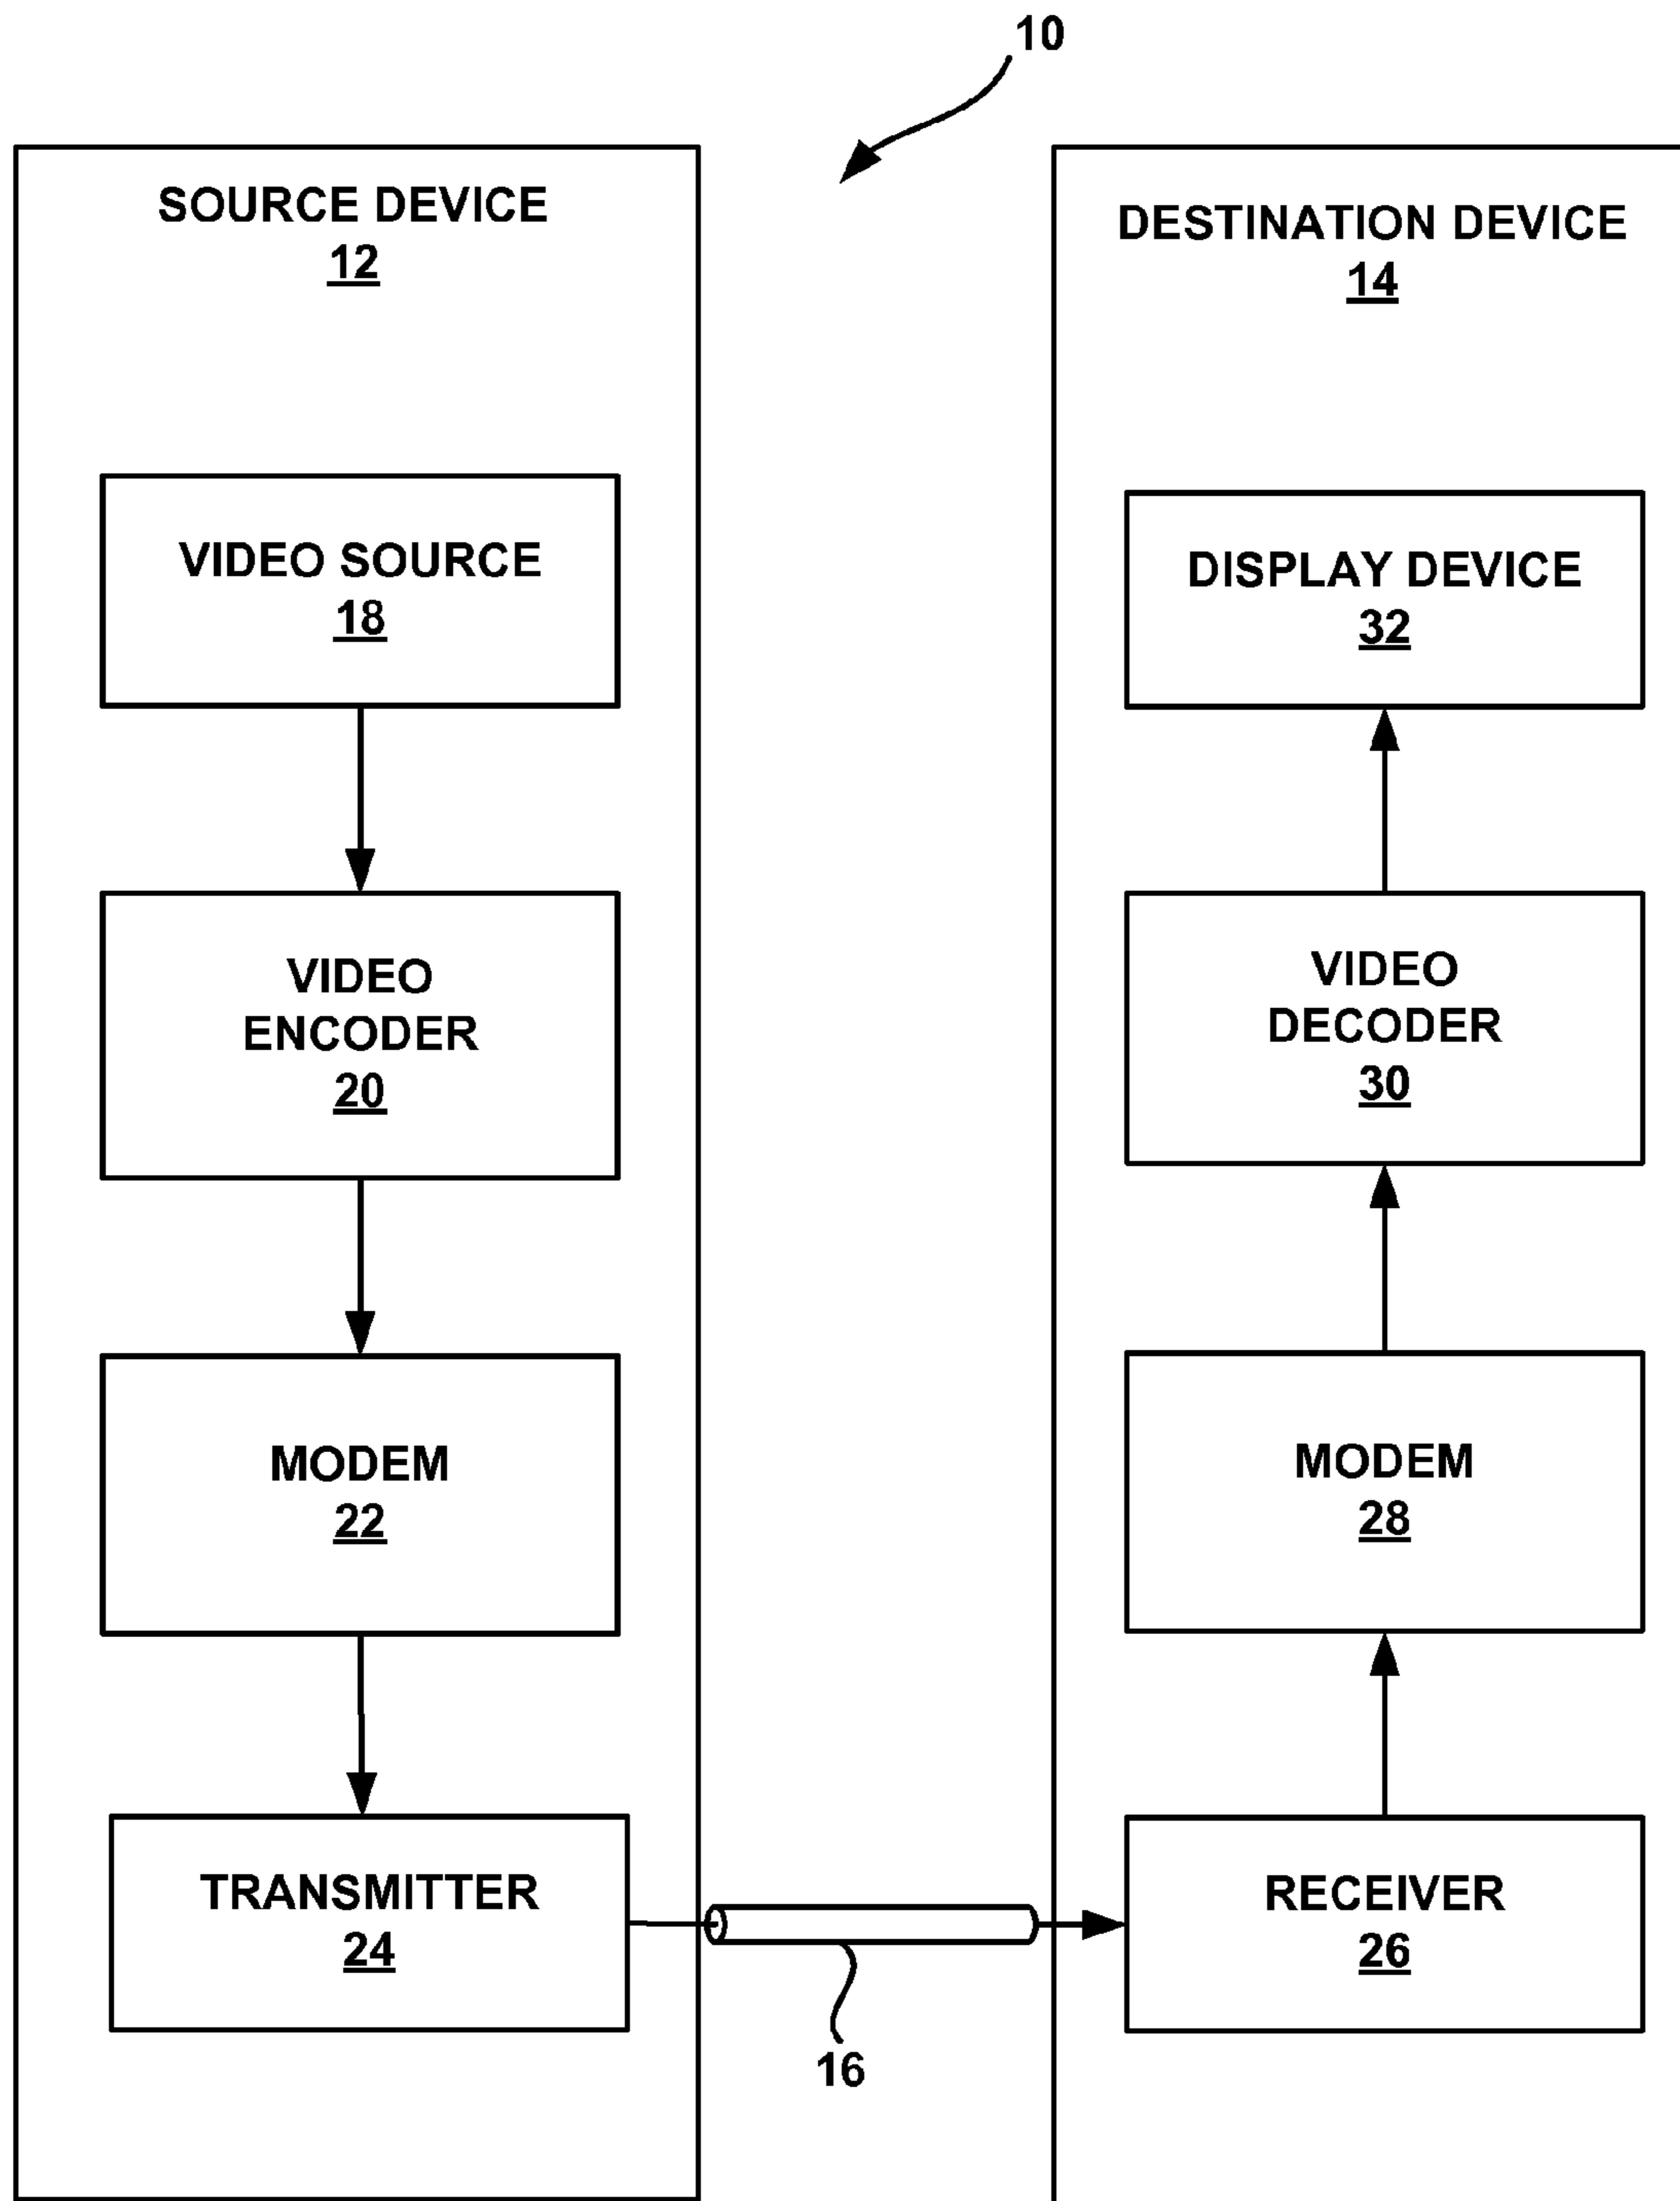 10
SOURCE DEVICE
12
VIDEO SOURCE
18
VIDEO
ENCODER
20
MODEM
22
TRANSMITTER
24
16
DESTINATION DEVICE
14
DISPLAY DEVICE
32
VIDEO
DECODER
30
MODEM
28
RECEIVER
26